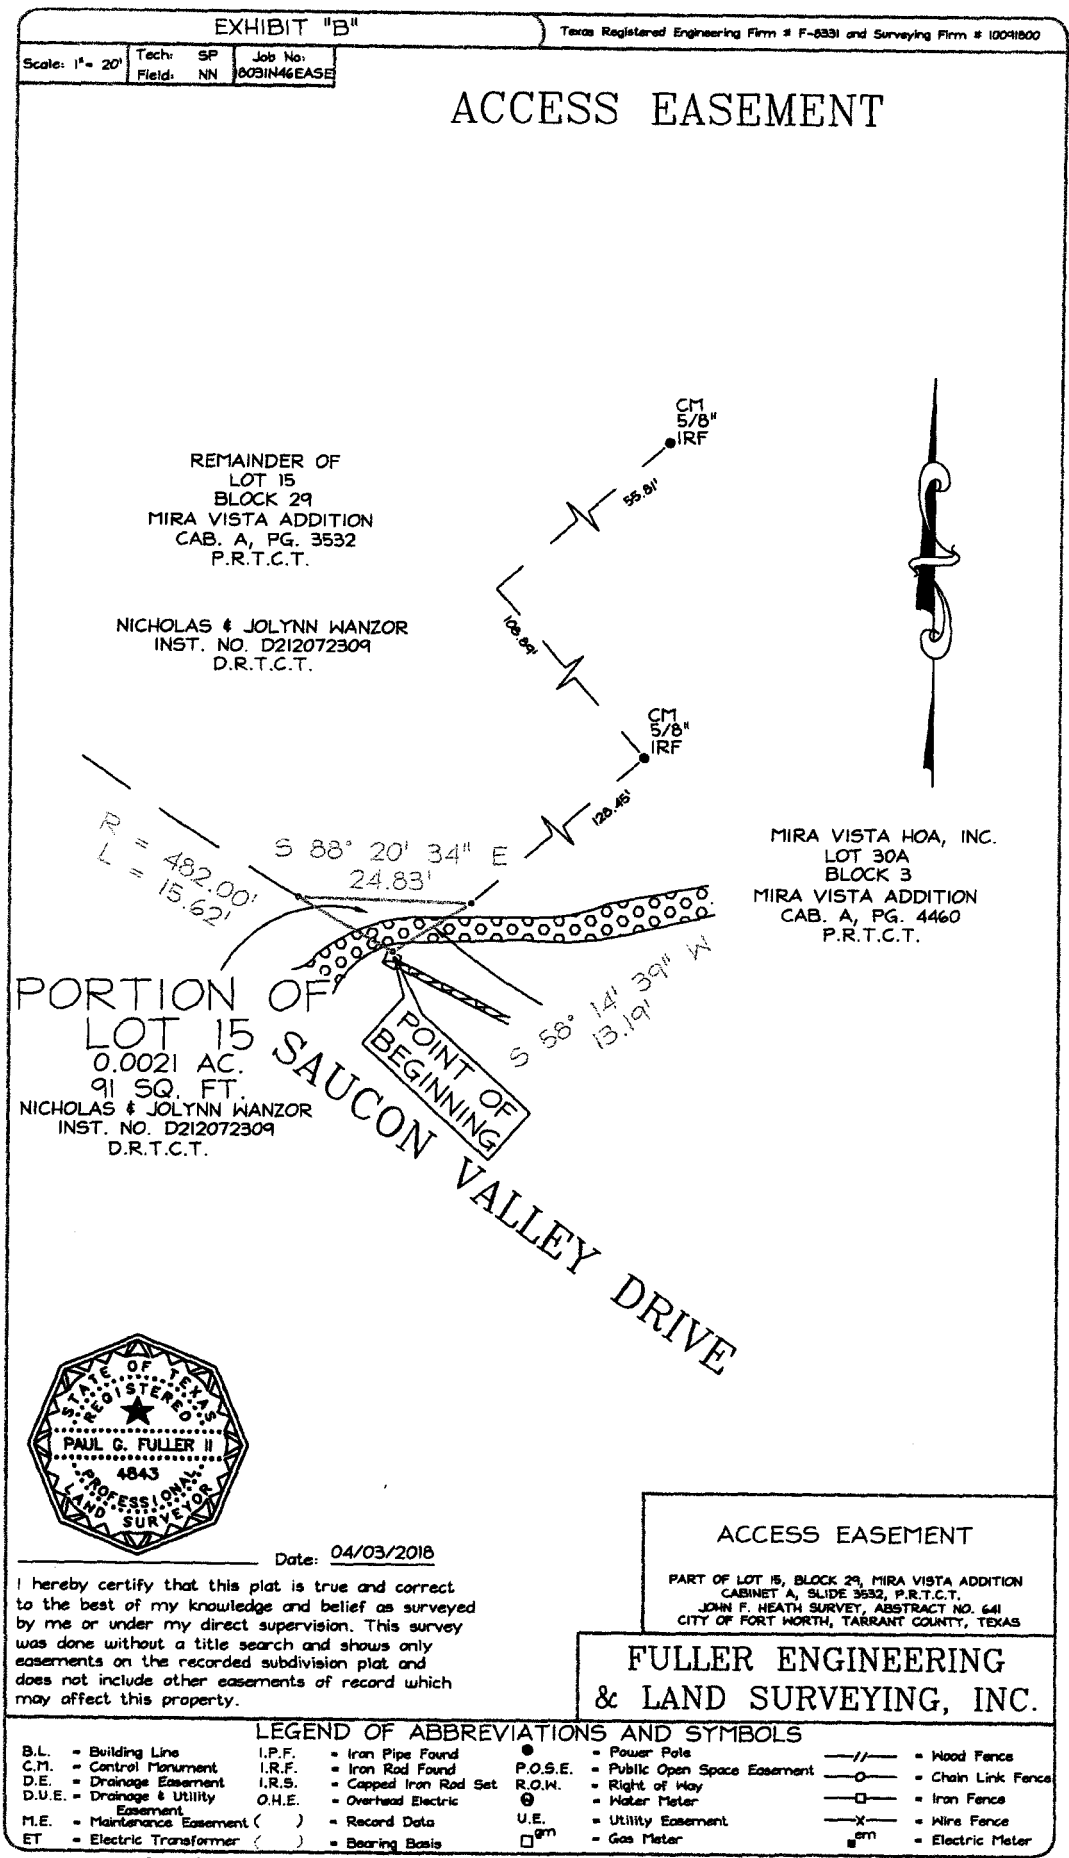 EXHIBIT "B"
Texas Registered Engineering Firm # F-8331 and Surveying Firm # 10091800
Scale: 1"= 20'
Tech: SP
Field: NN
Job No:
18031N46EASE
ACCESS EASEMENT
CM
5/8"
IRF
55.81'
REMAINDER OF
LOT 15
BLOCK 29
MIRA VISTA ADDITION
CAB. A, PG. 3532
P.R.T.C.T.
NICHOLAS & JOLYNN WANZOR
INST. NO. D212072309
D.R.T.C.T.
108.89'
CM
5/8"
IRF
128.45'
R = 482.00'
L = 15.62'
S 88° 20' 34" E
24.83'
MIRA VISTA HOA, INC.
LOT 30A
BLOCK 3
MIRA VISTA ADDITION
CAB. A, PG. 4460
P.R.T.C.T.
S 58° 14' 39" W
13.19'
PORTION OF
LOT 15
0.0021 AC.
91 SQ. FT.
NICHOLAS & JOLYNN WANZOR
INST. NO. D212072309
D.R.T.C.T.
POINT OF
BEGINNING
SAUCON VALLEY DRIVE
STATE OF TEXAS
REGISTERED
PAUL G. FULLER II
4843
PROFESSIONAL
LAND SURVEYOR
Date: 04/03/2018
I hereby certify that this plat is true and correct
to the best of my knowledge and belief as surveyed
by me or under my direct supervision. This survey
was done without a title search and shows only
easements on the recorded subdivision plat and
does not include other easements of record which
may affect this property.
ACCESS EASEMENT
PART OF LOT 15, BLOCK 29, MIRA VISTA ADDITION
CABINET A, SLIDE 3532, P.R.T.C.T.
JOHN F. HEATH SURVEY, ABSTRACT NO. 641
CITY OF FORT WORTH, TARRANT COUNTY, TEXAS
FULLER ENGINEERING
& LAND SURVEYING, INC.
LEGEND OF ABBREVIATIONS AND SYMBOLS
B.L. = Building Line
C.M. = Control Monument
D.E. = Drainage Easement
D.U.E. = Drainage & Utility
Easement
M.E. = Maintenance Easement
ET = Electric Transformer
I.P.F. = Iron Pipe Found
I.R.F. = Iron Rod Found
I.R.S. = Capped Iron Rod Set
O.H.E. = Overhead Electric
( ) = Record Data
( ) = Bearing Basis
= Power Pole
P.O.S.E. = Public Open Space Easement
R.O.W. = Right of Way
= Water Meter
U.E. = Utility Easement
gm = Gas Meter
—//— = Wood Fence
= Chain Link Fence
= Iron Fence
—X— = Wire Fence
em = Electric Meter